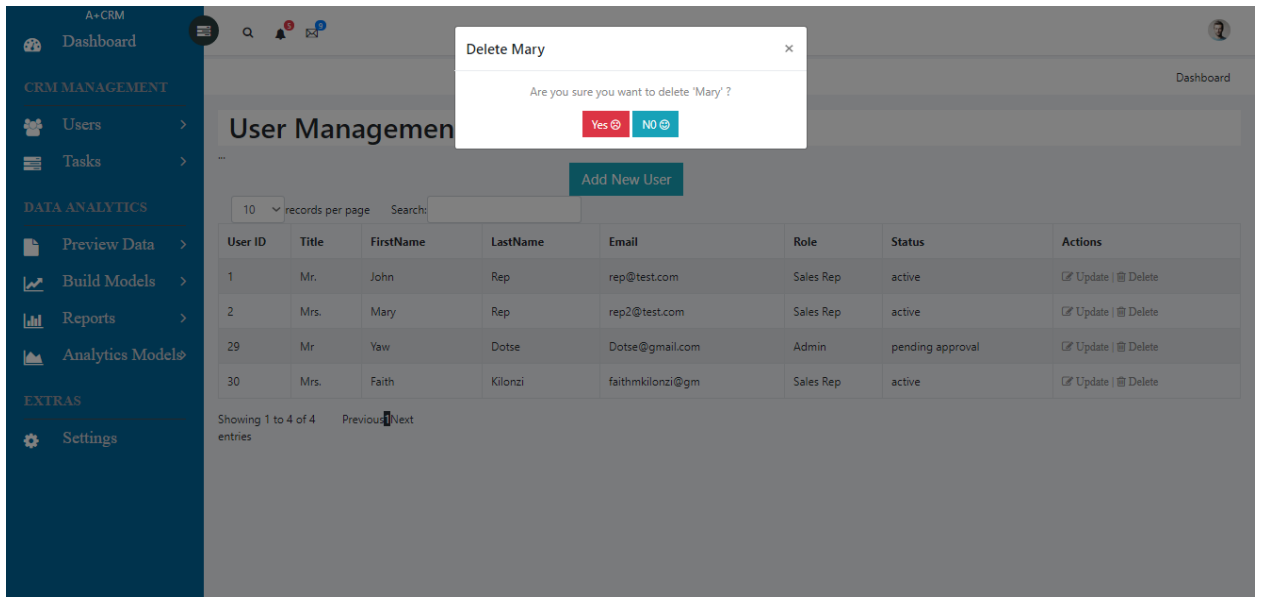 A+CRM
Dashboard
CRM MANAGEMENT
Users
Tasks
DATA ANALYTICS
Preview Data
Build Models
Reports
Analytics Models
EXTRAS
Settings
5 9
Dashboard
Delete Mary ×
Are you sure you want to delete 'Mary' ?
Yes N0
User Managemen
...
Add New User
10 records per page Search:
User ID Title FirstName LastName Email Role Status Actions
1 Mr. John Rep rep@test.com Sales Rep active Update | Delete
2 Mrs. Mary Rep rep2@test.com Sales Rep active Update | Delete
29 Mr Yaw Dotse Dotse@gmail.com Admin pending approval Update | Delete
30 Mrs. Faith Kilonzi faithmkilonzi@gm Sales Rep active Update | Delete
Showing 1 to 4 of 4 Previous1Next
entries